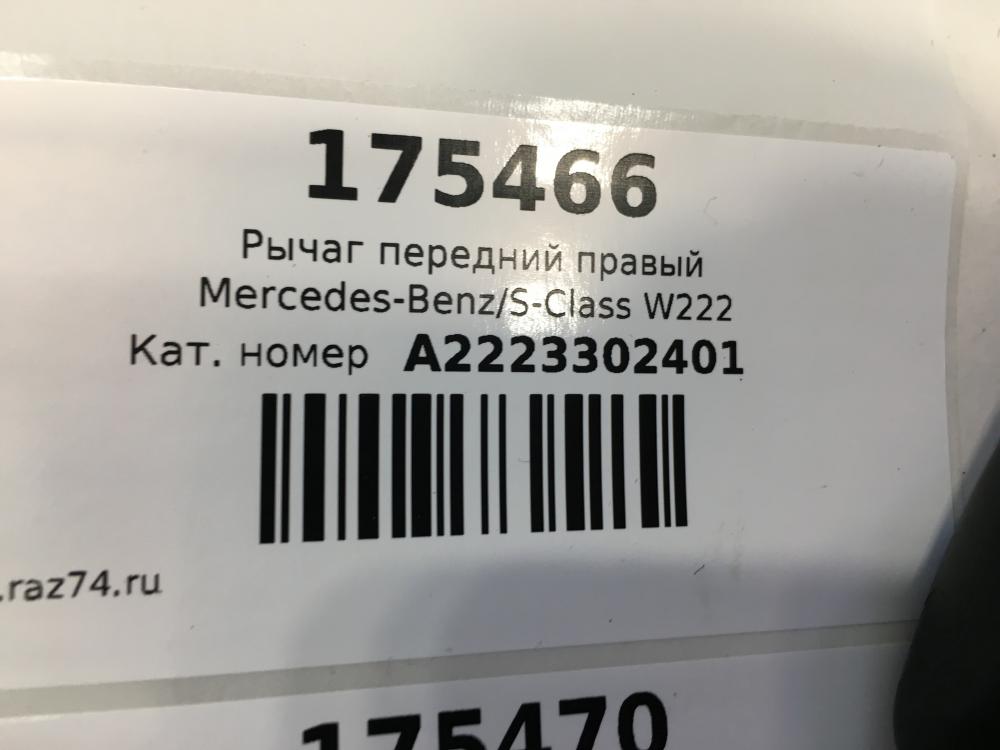 175466
Рычаг передний правый
Mercedes-Benz/S-Class W222
Кат. номер A2223302401
.raz74.ru
175470